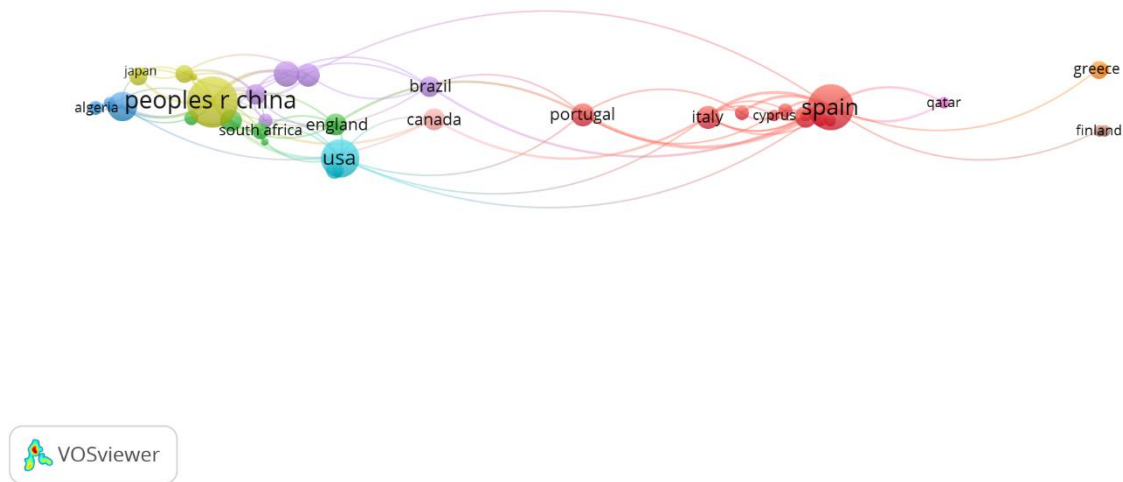 japan
algeria
peoples r china
south africa
england
usa
brazil
canada
portugal
italy
cyprus
spain
qatar
greece
finland
VOSviewer